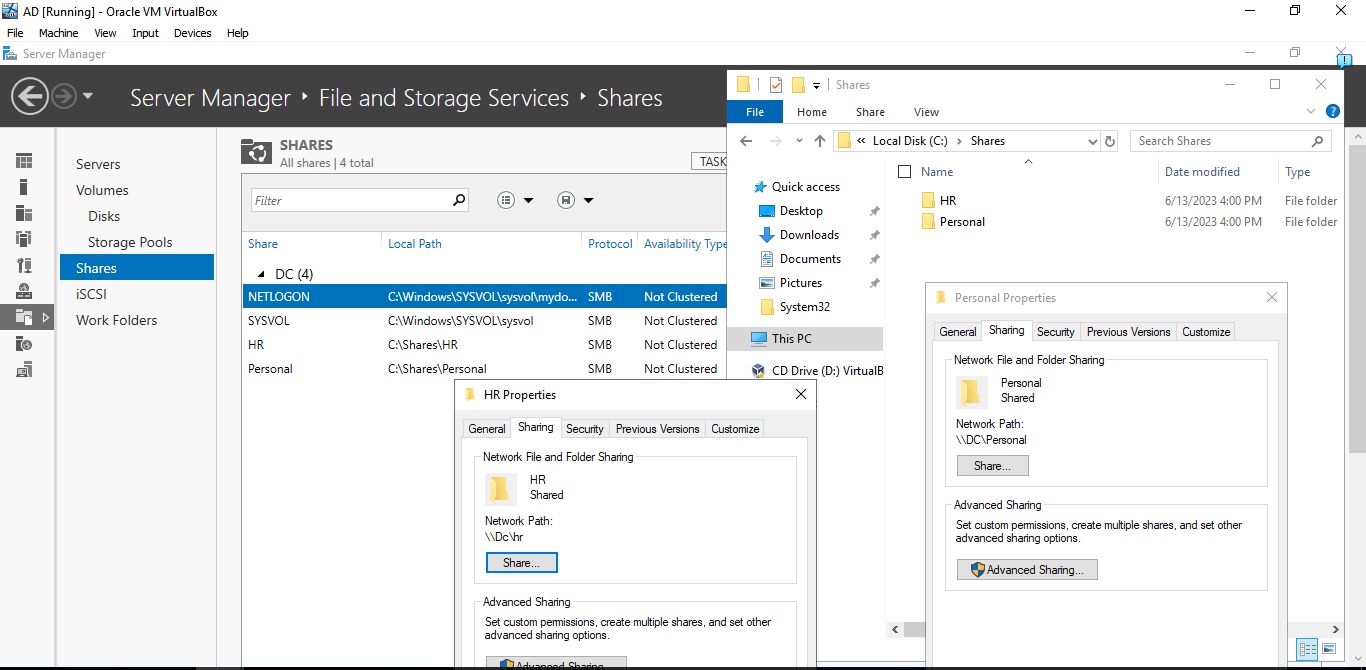 AD [Running] - Oracle VM VirtualBox
File Machine View Input Devices Help
Server Manager
Server Manager File and Storage Services Shares
Servers
Volumes
Disks
Storage Pools
Shares
iSCSI
Work Folders
SHARES
All shares | 4 total
TASK
Filter
Share Local Path Protocol Availability Type
DC (4)
NETLOGON C:\Windows\SYSVOL\sysvol\mydo... SMB Not Clustered
SYSVOL C:\Windows\SYSVOL\sysvol SMB Not Clustered
HR C:\Shares\HR SMB Not Clustered
Personal C:\Shares\Personal SMB Not Clustered
Shares
File Home Share View
« Local Disk (C:) › Shares
Search Shares
Quick access
Desktop
Downloads
Documents
Pictures
System32
This PC
CD Drive (D:) VirtualB
Name Date modified Type
HR 6/13/2023 4:00 PM File folder
Personal 6/13/2023 4:00 PM File folder
HR Properties
General Sharing Security Previous Versions Customize
Network File and Folder Sharing
HR
Shared
Network Path:
\\Dc\hr
Share...
Advanced Sharing
Set custom permissions, create multiple shares, and set other
advanced sharing options.
Advanced Sharing...
Personal Properties
General Sharing Security Previous Versions Customize
Network File and Folder Sharing
Personal
Shared
Network Path:
\\DC\Personal
Share...
Advanced Sharing
Set custom permissions, create multiple shares, and set other
advanced sharing options.
Advanced Sharing...